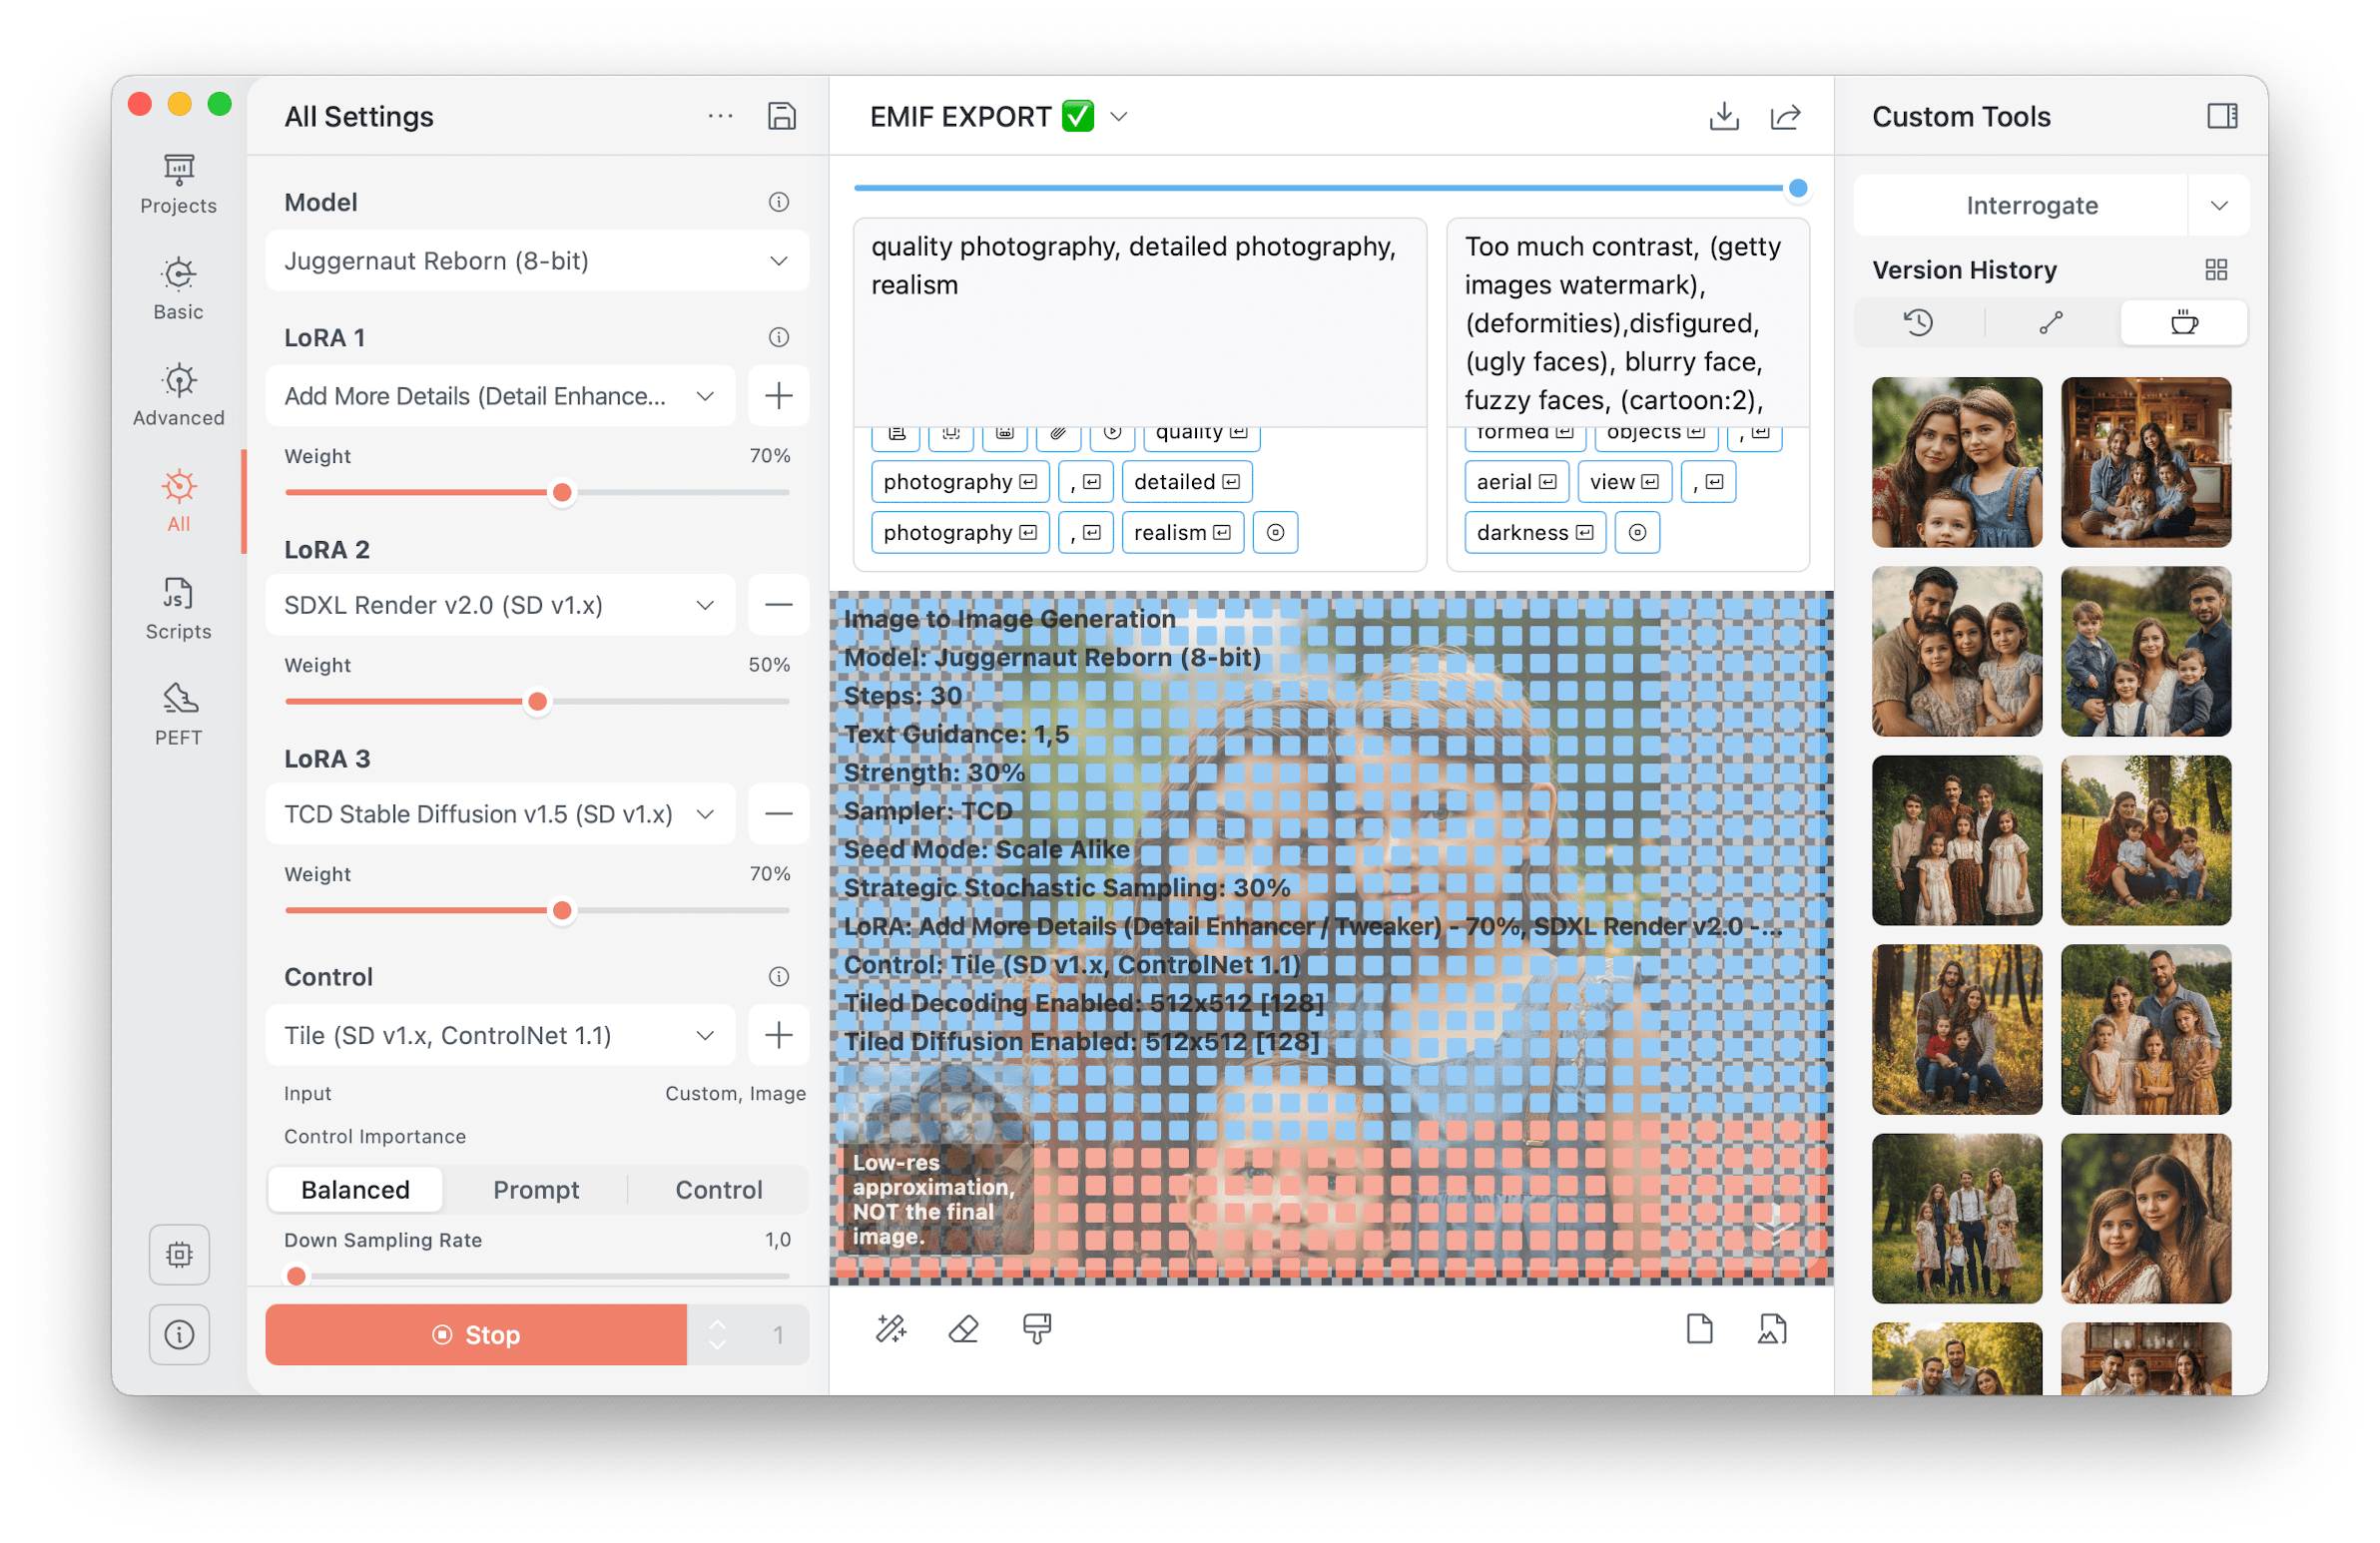 Projects
Basic
Advanced
All
JS
Scripts
PEFT
All Settings
Model
Juggernaut Reborn (8-bit)
LoRA 1
Add More Details (Detail Enhance...
Weight 70%
LoRA 2
SDXL Render v2.0 (SD v1.x)
Weight 50%
LoRA 3
TCD Stable Diffusion v1.5 (SD v1.x)
Weight 70%
Control
Tile (SD v1.x, ControlNet 1.1)
Input Custom, Image
Control Importance
Balanced Prompt Control
Down Sampling Rate 1,0
Stop 1
EMIF EXPORT
quality photography, detailed photography,
realism
quality
photography , detailed
photography , realism
Too much contrast, (getty
images watermark),
(deformities),disfigured,
(ugly faces), blurry face,
fuzzy faces, (cartoon:2),
formed objects ,
aerial view ,
darkness
Image to Image Generation
Model: Juggernaut Reborn (8-bit)
Steps: 30
Text Guidance: 1,5
Strength: 30%
Sampler: TCD
Seed Mode: Scale Alike
Strategic Stochastic Sampling: 30%
LoRA: Add More Details (Detail Enhancer / Tweaker) - 70%, SDXL Render v2.0 -...
Control: Tile (SD v1.x, ControlNet 1.1)
Tiled Decoding Enabled: 512x512 [128]
Tiled Diffusion Enabled: 512x512 [128]
Low-res
approximation,
NOT the final
image.
Custom Tools
Interrogate
Version History